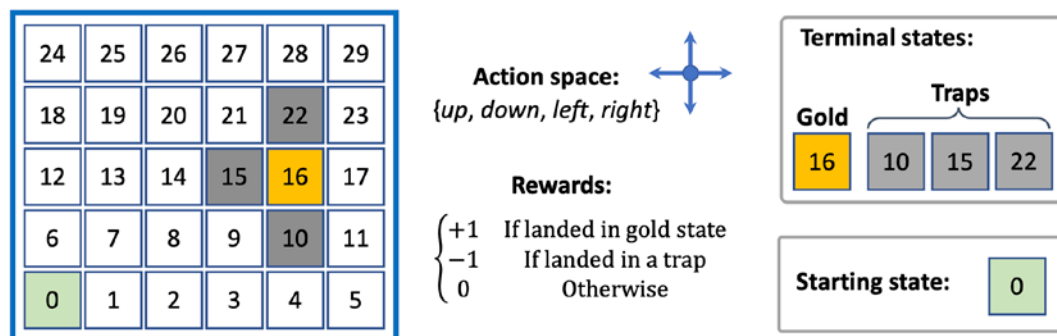 24 25 26 27 28 29
18 19 20 21 22 23
12 13 14 15 16 17
6 7 8 9 10 11
0 1 2 3 4 5
Action space:
{up, down, left, right}
Rewards:
+1 If landed in gold state
−1 If landed in a trap
0 Otherwise
Terminal states:
Traps
Gold
16 10 15 22
Starting state: 0